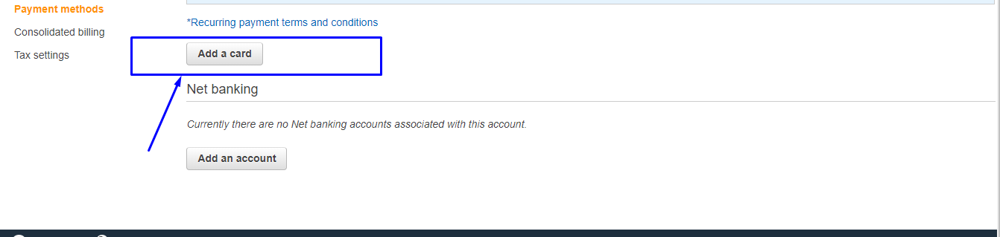 Payment methods
*Recurring payment terms and conditions
Consolidated billing
Tax settings
Add a card
Net banking
Currently there are no Net banking accounts associated with this account.
Add an account